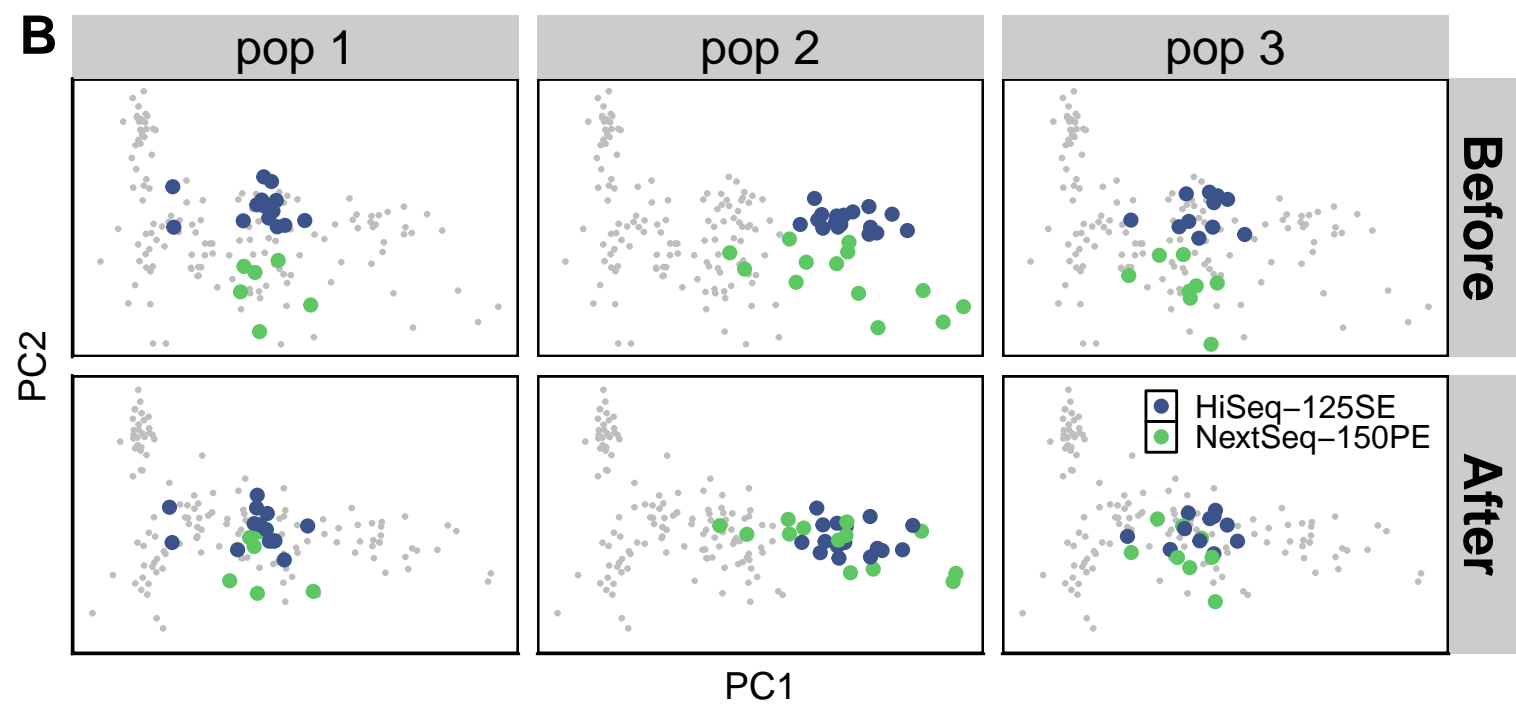 B
pop 1
pop 2
pop 3
Before
PC2
HiSeq−125SE
NextSeq−150PE
After
PC1